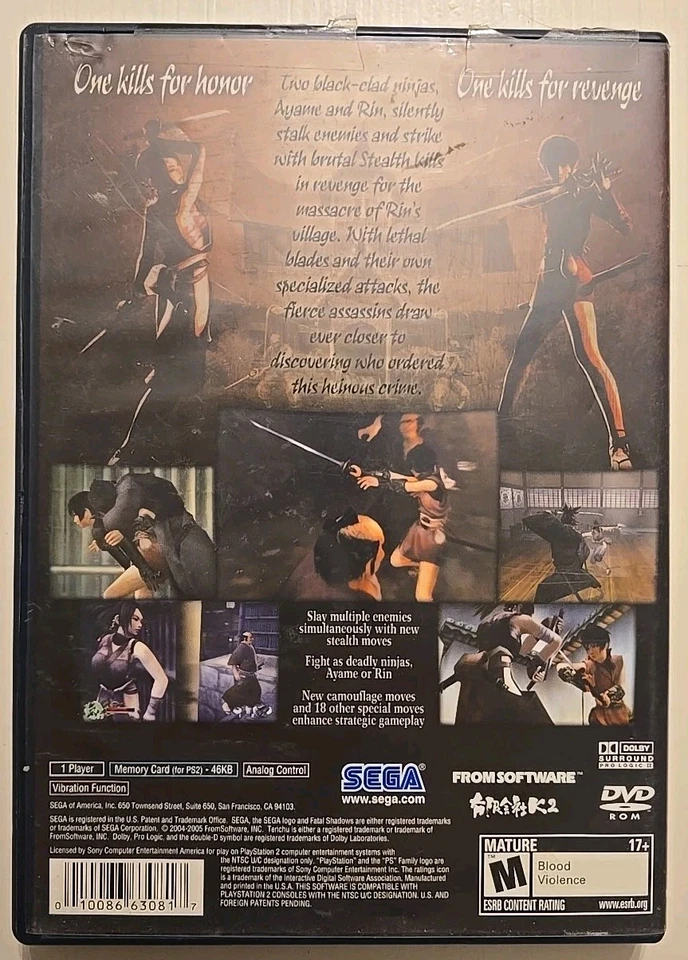 One kills for honor
One kills for revenge
Two black-clad ninjas,
Ayame and Rin, silently
stalk enemies and strike
with brutal Stealth kills
in revenge for the
massacre of Rin's
village. With lethal
blades and their own
specialized attacks, the
fierce assassins draw
ever closer to
discovering who ordered
this heinous crime.
Slay multiple enemies
simultaneously with new
stealth moves
Fight as deadly ninjas,
Ayame or Rin
New camouflage moves
and 18 other special moves
enhance strategic gameplay
1 Player
Memory Card (for PS2) - 46KB
Analog Control
Vibration Function
SEGA®
www.sega.com
FROMSOFTWARE™
有限会社K2
DOLBY
SURROUND
PRO LOGIC II
DVD
ROM
SEGA of America, Inc. 650 Townsend Street, Suite 650, San Francisco, CA 94103.
SEGA is registered in the U.S. Patent and Trademark Office. SEGA, the SEGA logo and Fatal Shadows are either registered trademarks
or trademarks of SEGA Corporation. © 2004-2005 FromSoftware, INC. Tenchu is either a registered trademark or trademark of
FromSoftware, INC. Dolby, Pro Logic, and the double-D symbol are registered trademarks of Dolby Laboratories.
Licensed by Sony Computer Entertainment America for play on PlayStation 2 computer entertainment systems with
the NTSC U/C designation only. "PlayStation" and the "PS" Family logo are
registered trademarks of Sony Computer Entertainment Inc. The ratings icon
is a trademark of the Interactive Digital Software Association. Manufactured
and printed in the U.S.A. THIS SOFTWARE IS COMPATIBLE WITH
PLAYSTATION 2 CONSOLES WITH THE NTSC U/C DESIGNATION. U.S. AND
FOREIGN PATENTS PENDING.
0 10086 63081 7
MATURE 17+
M
™
Blood
Violence
ESRB CONTENT RATING www.esrb.org